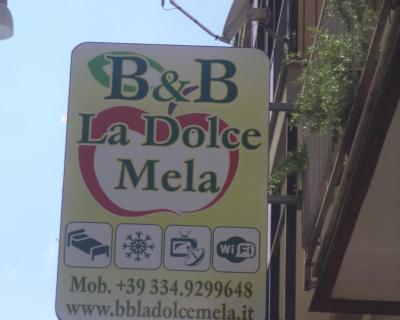 B&B
La Dolce
Mela
WiFi
Mob. +39 334.9299648
www.bbladolcemela.it